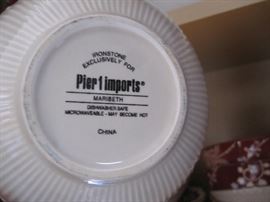 IRONSTONE
EXCLUSIVELY FOR
Pier 1 imports®
MARIBETH
DISHWASHER SAFE
MICROWAVEABLE - MAY BECOME HOT
CHINA